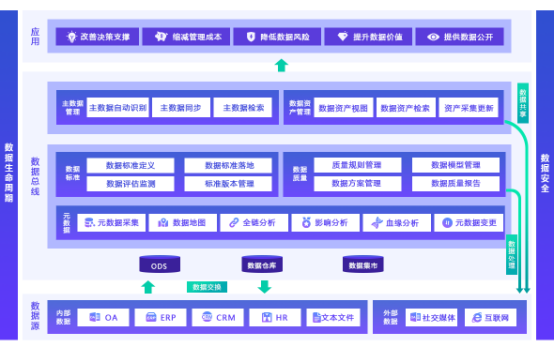 应用
改善决策支撑
缩减管理成本
降低数据风险
提升数据价值
提供数据公开
数据生命周期
数据总线
主数据管理
主数据自动识别
主数据同步
主数据检索
数据资产管理
数据资产视图
数据资产检索
资产采集更新
数据共享
数据安全
数据标准
数据标准定义
数据标准落地
数据评估监测
标准版本管理
数据质量
质量规则管理
数据模型管理
数据方案管理
数据质量报告
元数据
元数据采集
数据地图
全链分析
影响分析
血缘分析
元数据变更
数据处理
ODS
数据仓库
数据集市
数据交换
数据源
内部数据
OA
ERP
CRM
HR
文本文件
外部数据
社交媒体
互联网